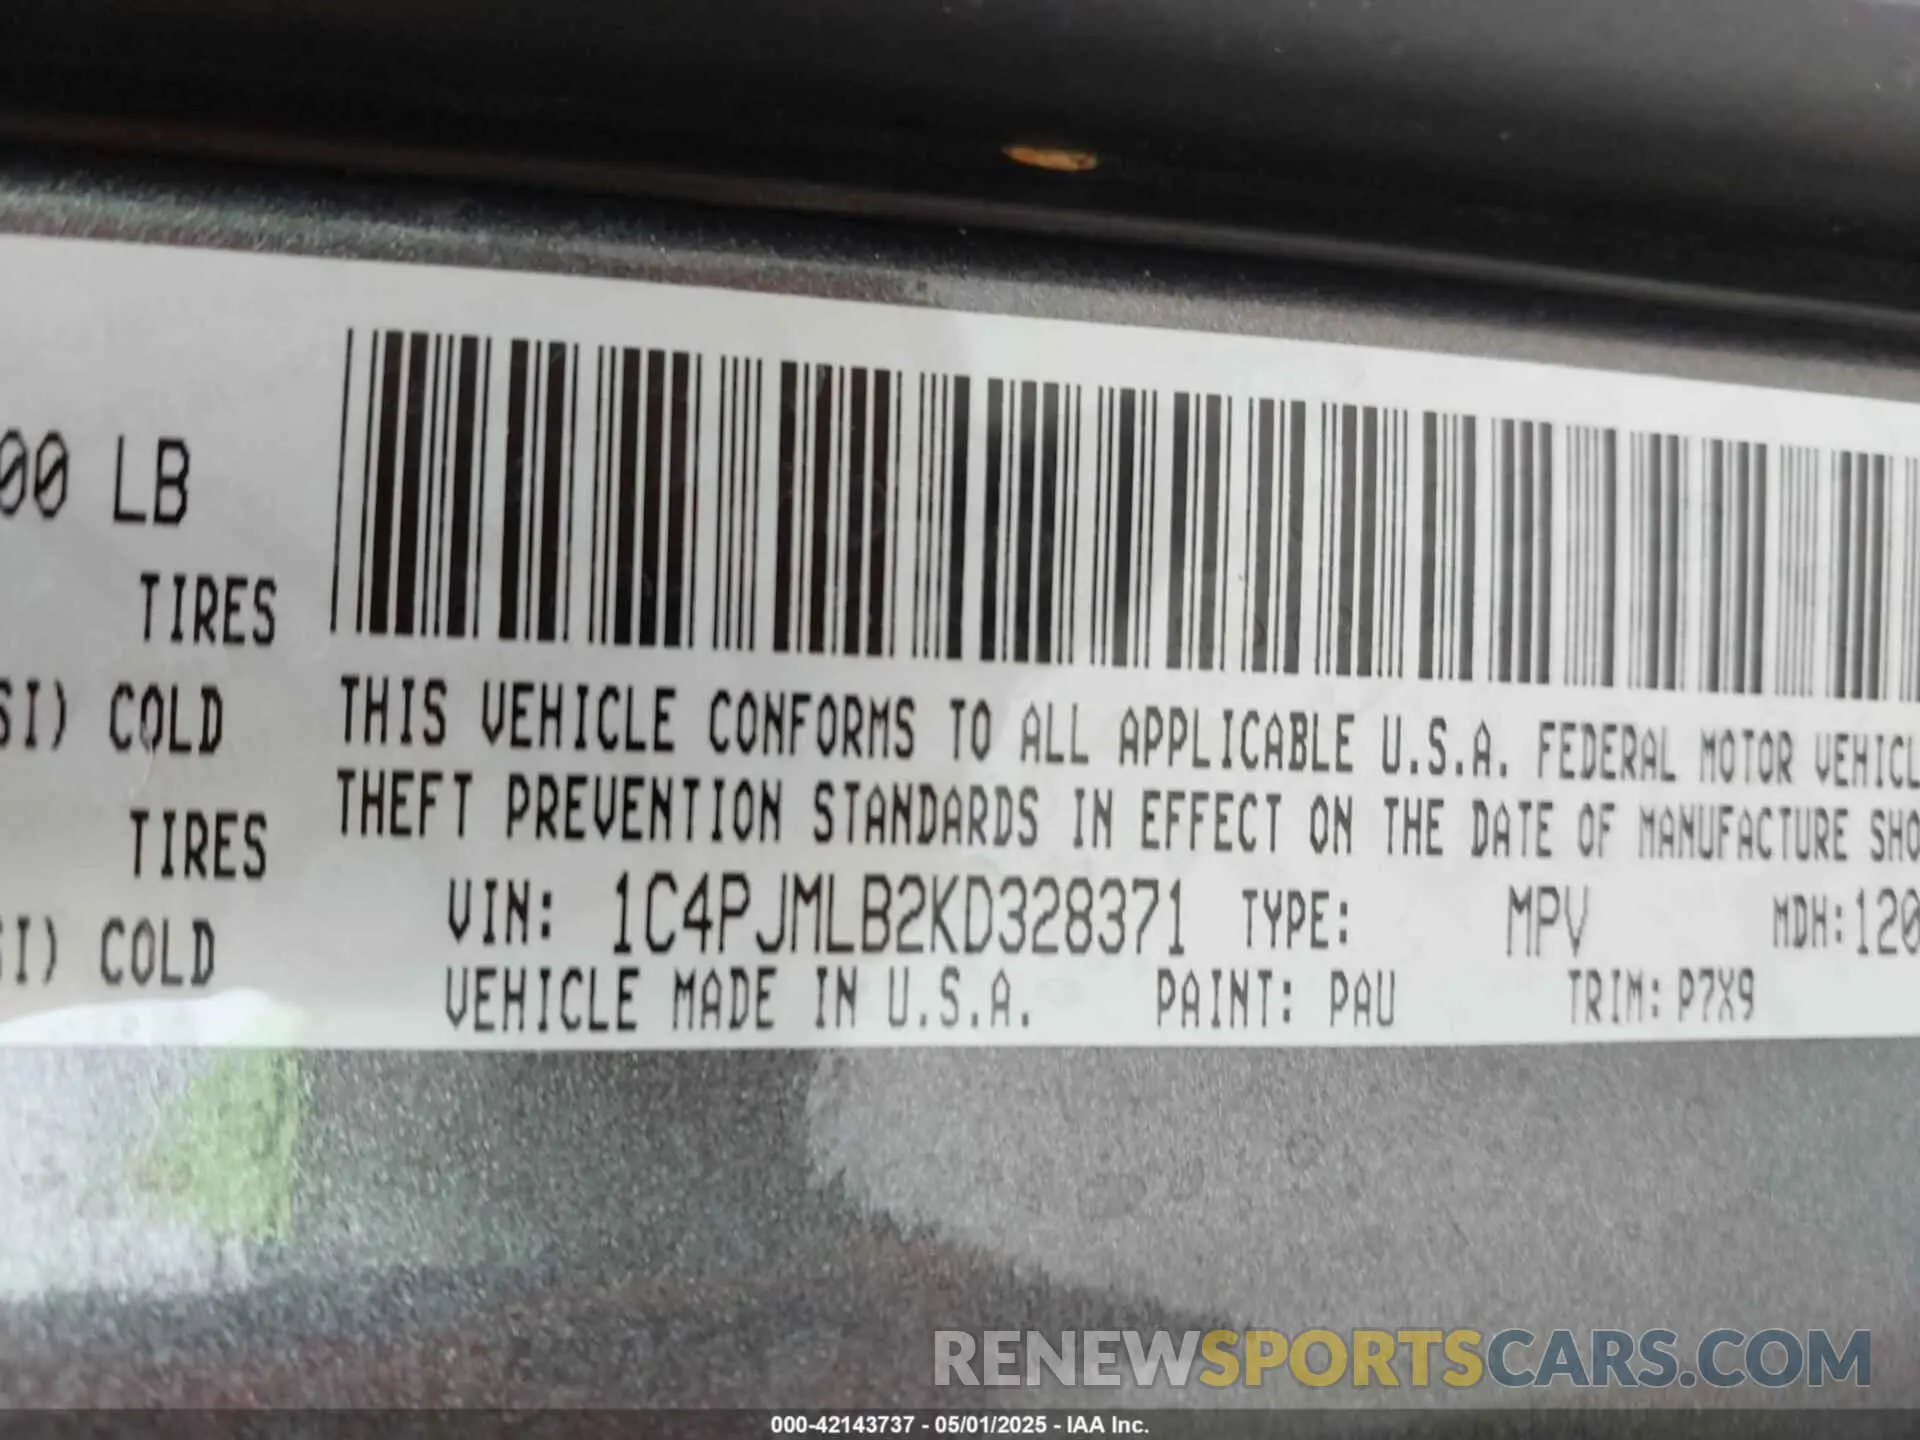 00 LB
TIRES
SI) COLD
TIRES
SI) COLD
THIS VEHICLE CONFORMS TO ALL APPLICABLE U.S.A. FEDERAL MOTOR VEHICL
THEFT PREVENTION STANDARDS IN EFFECT ON THE DATE OF MANUFACTURE SHO
VIN: 1C4PJMLB2KD328371 TYPE: MPV MDH:120
VEHICLE MADE IN U.S.A. PAINT: PAU TRIM: P7X9
RENEWSPORTSCARS.COM
000-42143737 - 05/01/2025 - IAA Inc.